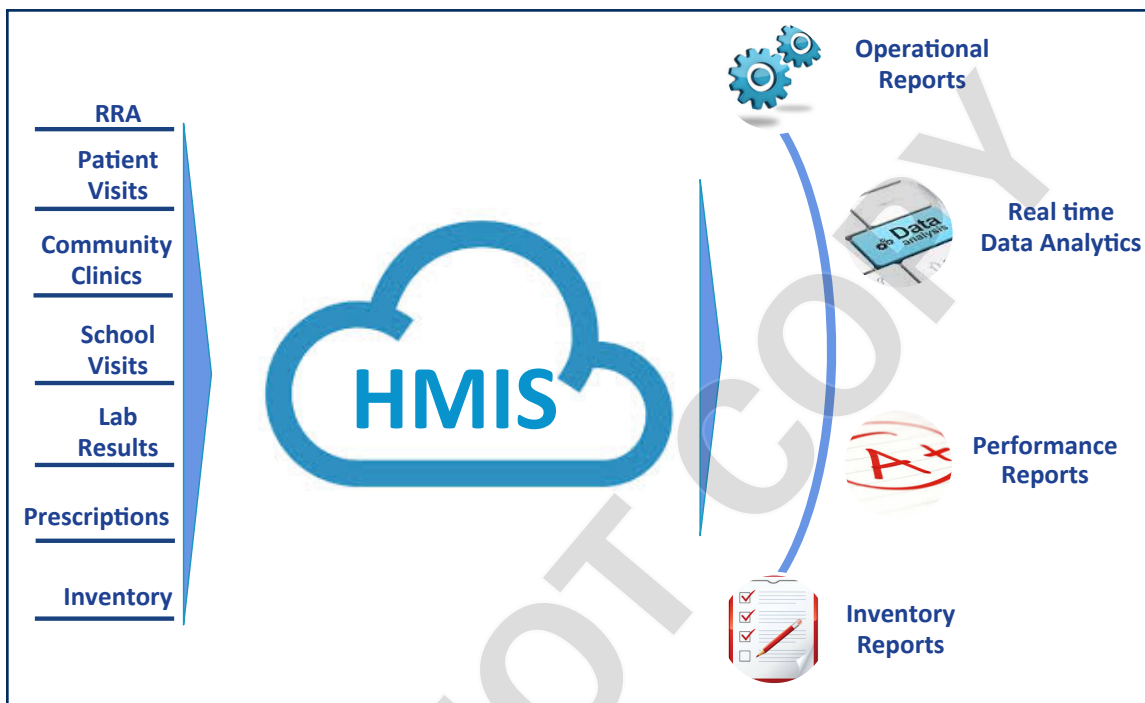 RRA
Patient
Visits
Community
Clinics
School
Visits
Lab
Results
Prescriptions
Inventory
HMIS
Operational
Reports
Data
analysis
Real time
Data Analytics
A+
Performance
Reports
Inventory
Reports
NOT COPY